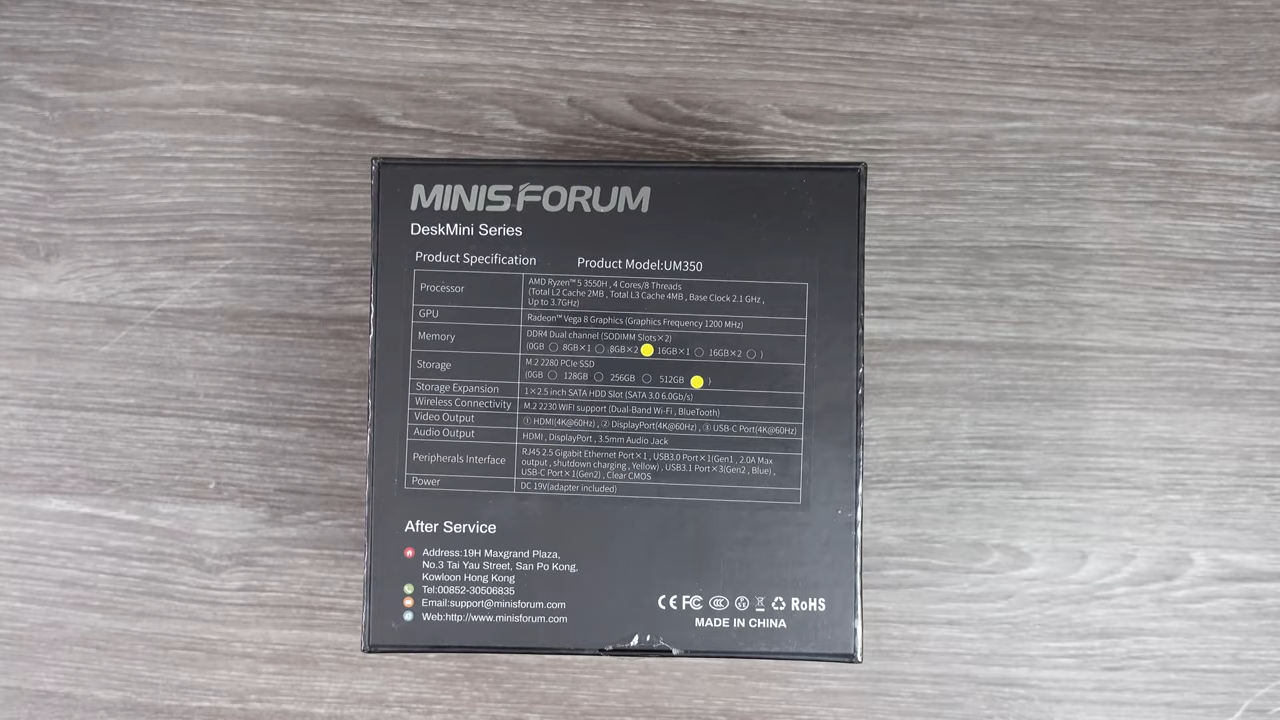 MINISFORUM
DeskMini Series
Product Specification Product Model:UM350
Processor AMD Ryzen™ 5 3550H , 4 Cores/8 Threads
(Total L2 Cache 2MB , Total L3 Cache 4MB , Base Clock 2.1 GHz ,
Up to 3.7GHz)
GPU Radeon™ Vega 8 Graphics (Graphics Frequency 1200 MHz)
Memory DDR4 Dual channel (SODIMM Slots×2)
(0GB ○ 8GB×1 ○ 8GB×2 ● 16GB×1 ○ 16GB×2 ○ )
Storage M.2 2280 PCIe SSD
(0GB ○ 128GB ○ 256GB ○ 512GB ● )
Storage Expansion 1×2.5 inch SATA HDD Slot (SATA 3.0 6.0Gb/s)
Wireless Connectivity M.2 2230 WIFI support (Dual-Band Wi-Fi , BlueTooth)
Video Output ① HDMI(4K@60Hz) , ② DisplayPort(4K@60Hz) , ③ USB-C Port(4K@60Hz)
Audio Output HDMI , DisplayPort , 3.5mm Audio Jack
Peripherals Interface RJ45 2.5 Gigabit Ethernet Port×1 , USB3.0 Port×1(Gen1 , 2.0A Max
output , shutdown charging , Yellow) , USB3.1 Port×3(Gen2 , Blue) ,
USB-C Port×1(Gen2) , Clear CMOS
Power DC 19V(adapter included)
After Service
Address:19H Maxgrand Plaza,
No.3 Tai Yau Street, San Po Kong,
Kowloon Hong Kong
Tel:00852-30506835
Email:support@minisforum.com
Web:http://www.minisforum.com
CE FC CCC RoHS
MADE IN CHINA